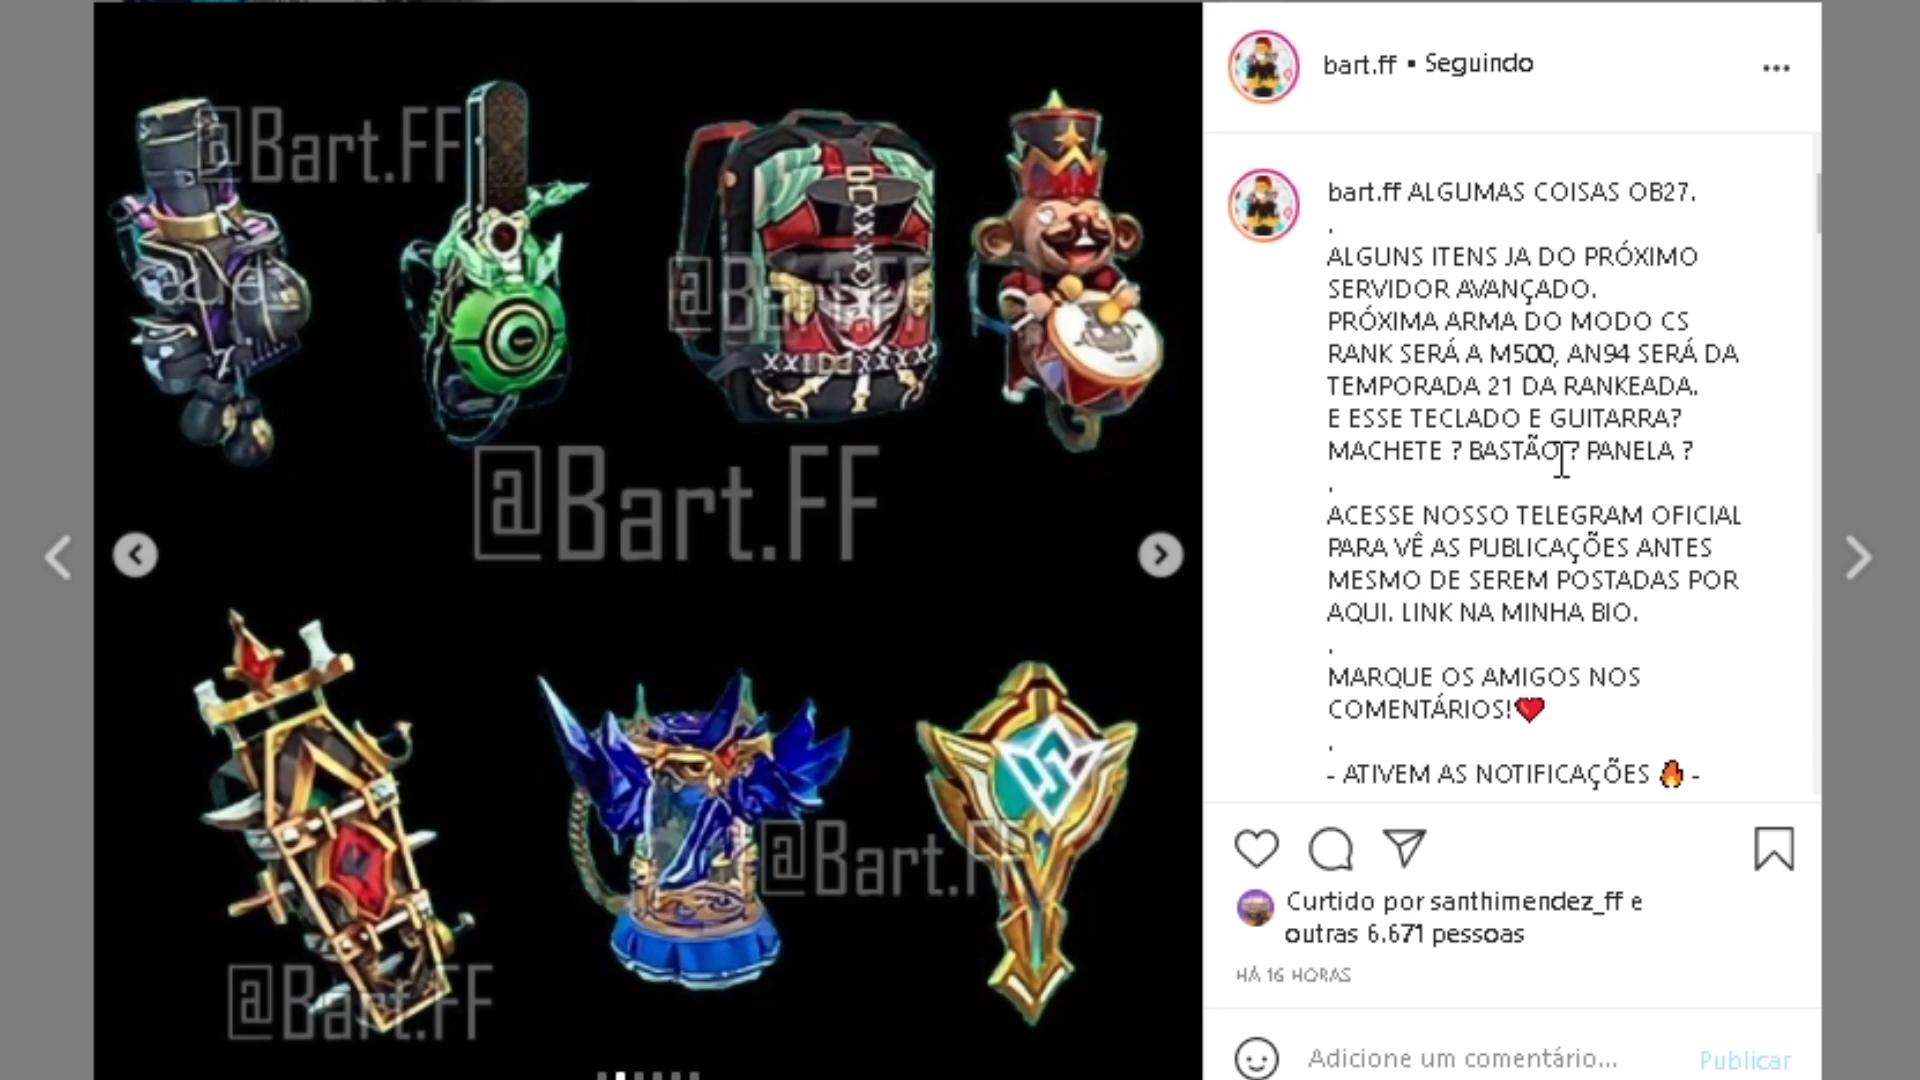 @Bart.FF
@Bart.FF
@Bart.FF
@Bart.FF
@Bart.FF
bart.ff • Seguindo
bart.ff ALGUMAS COISAS OB27.
.
ALGUNS ITENS JA DO PRÓXIMO
SERVIDOR AVANÇADO.
PRÓXIMA ARMA DO MODO CS
RANK SERÁ A M500, AN94 SERÁ DA
TEMPORADA 21 DA RANKEADA.
E ESSE TECLADO E GUITARRA?
MACHETE ? BASTÃO ? PANELA ?
.
ACESSE NOSSO TELEGRAM OFICIAL
PARA VÊ AS PUBLICAÇÕES ANTES
MESMO DE SEREM POSTADAS POR
AQUI. LINK NA MINHA BIO.
.
MARQUE OS AMIGOS NOS
COMENTÁRIOS!❤️
.
- ATIVEM AS NOTIFICAÇÕES 🔥 -
Curtido por santhimendez_ff e
outras 6.671 pessoas
HÁ 16 HORAS
Adicione um comentário... Publicar